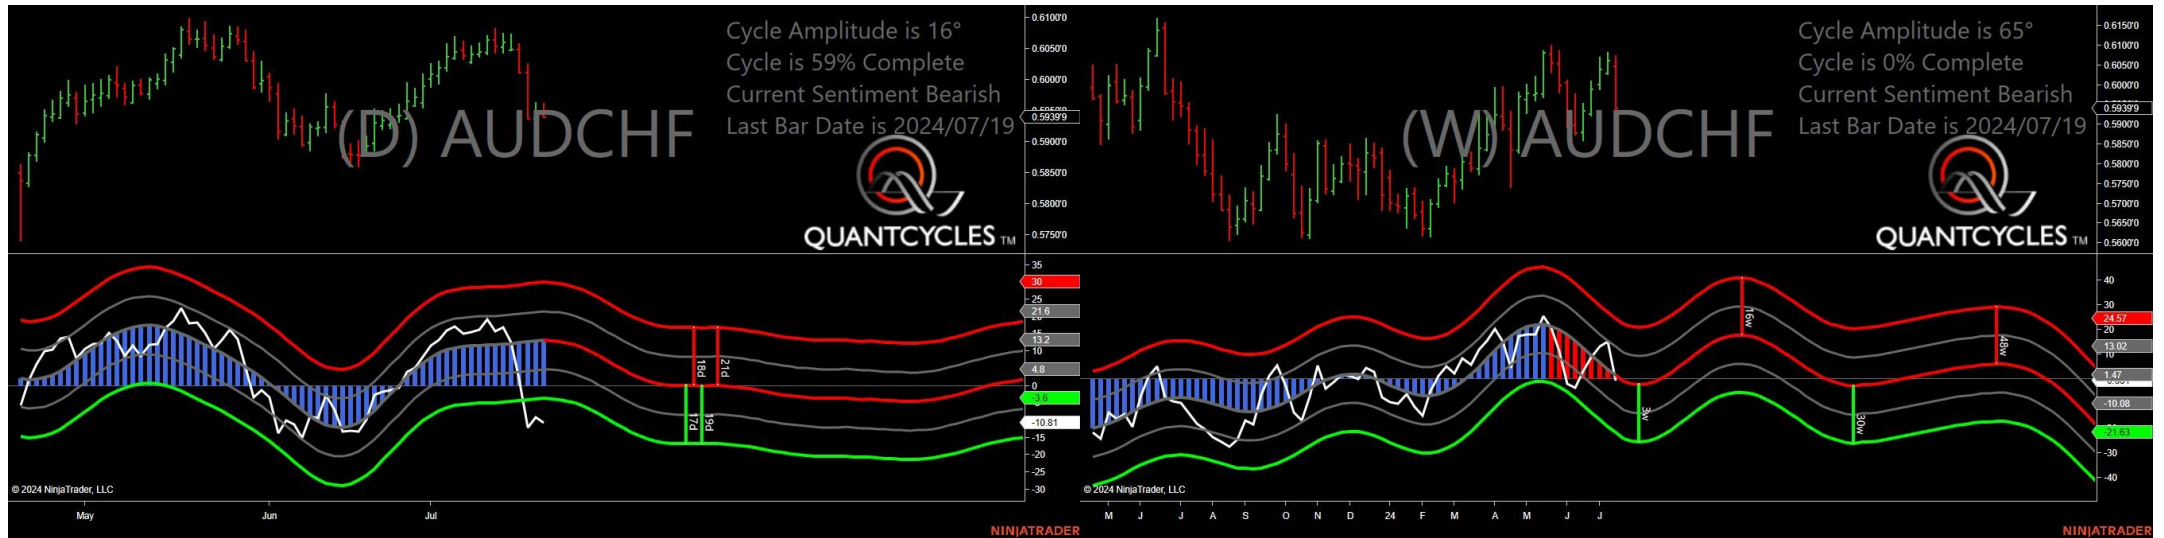 Cycle Amplitude is 16°
Cycle is 59% Complete
Current Sentiment Bearish
Last Bar Date is 2024/07/19
(D) AUDCHF
QUANTCYCLES TM
0.6100'0
0.6050'0
0.6000'0
0.5939'9
0.5900'0
0.5850'0
0.5800'0
0.5750'0
35
30
25
21.6
13.2
10
4.8
0
-3.6
-10.81
-15
-20
-25
-30
18d
21d
17d
19d
© 2024 NinjaTrader, LLC
May
Jun
Jul
NINJATRADER
Cycle Amplitude is 65°
Cycle is 0% Complete
Current Sentiment Bearish
Last Bar Date is 2024/07/19
(W) AUDCHF
QUANTCYCLES TM
0.6150'0
0.6100'0
0.6050'0
0.6000'0
0.5939'9
0.5900'0
0.5850'0
0.5800'0
0.5750'0
0.5700'0
0.5650'0
0.5600'0
40
30
24.57
20
13.02
10
1.47
-10.08
-21.63
-30
-40
16w
48w
3w
30w
© 2024 NinjaTrader, LLC
M J J A S O N D 24 F M A M J J
NINJATRADER